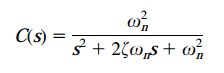 C(s) = ω_n^2 / (s^2 + 2ζω_n s + ω_n^2)